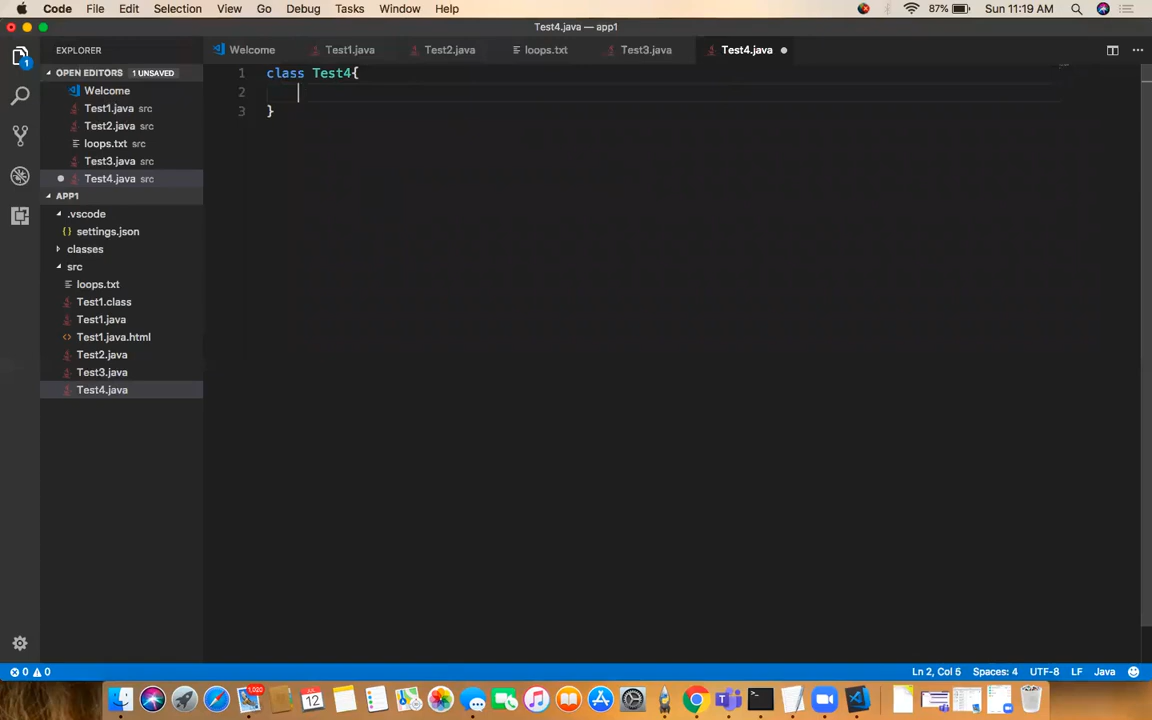 Code File Edit Selection View Go Debug Tasks Window Help 87% Sun 11:19 AM
Test4.java — app1
EXPLORER
Welcome Test1.java Test2.java loops.txt Test3.java Test4.java
OPEN EDITORS 1 UNSAVED
Welcome
Test1.java src
Test2.java src
loops.txt src
Test3.java src
Test4.java src
APP1
.vscode
{} settings.json
classes
src
loops.txt
Test1.class
Test1.java
<> Test1.java.html
Test2.java
Test3.java
Test4.java
1 class Test4{
2
3 }
1
0 0 Ln 2, Col 5 Spaces: 4 UTF-8 LF Java
1,020
12